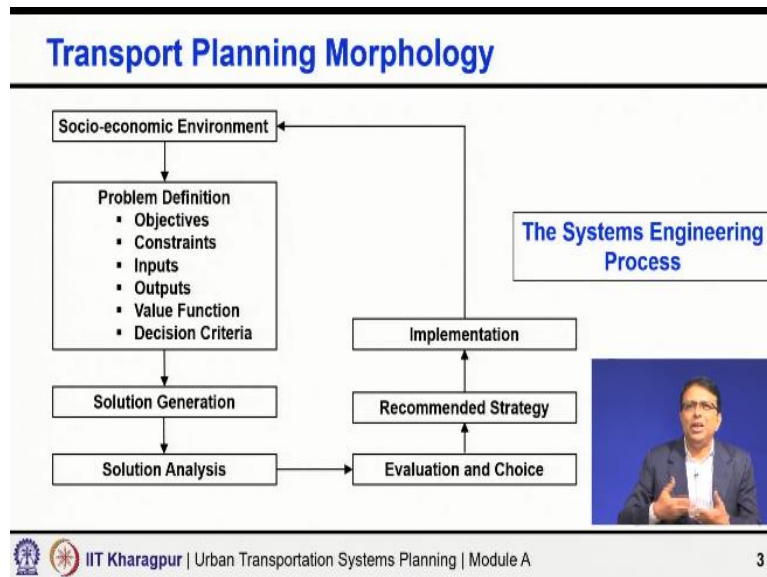 Transport Planning Morphology
Socio-economic Environment
Problem Definition
▪ Objectives
▪ Constraints
▪ Inputs
▪ Outputs
▪ Value Function
▪ Decision Criteria
Solution Generation
Solution Analysis
Evaluation and Choice
Recommended Strategy
Implementation
The Systems Engineering
Process
IIT Kharagpur | Urban Transportation Systems Planning | Module A
3